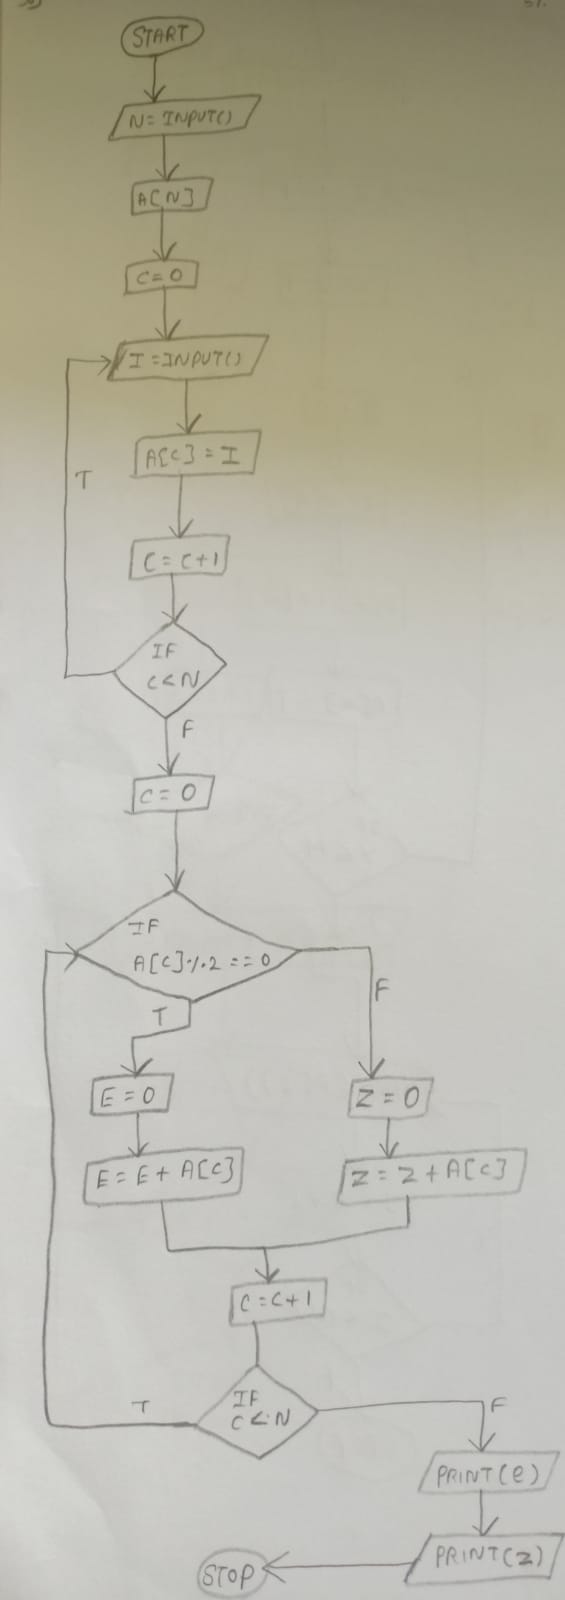 START
N= INPUT()
A[N]
C=0
I =INPUT()
A[C] = I
T
C= C+1
IF
C<N
F
C= 0
IF
A[C]%2 == 0
T
F
E=0
Z=0
E= E+ A[C]
Z= Z+A[C]
C=C+1
T
IF
C<N
F
PRINT(e)
PRINT(Z)
STOP